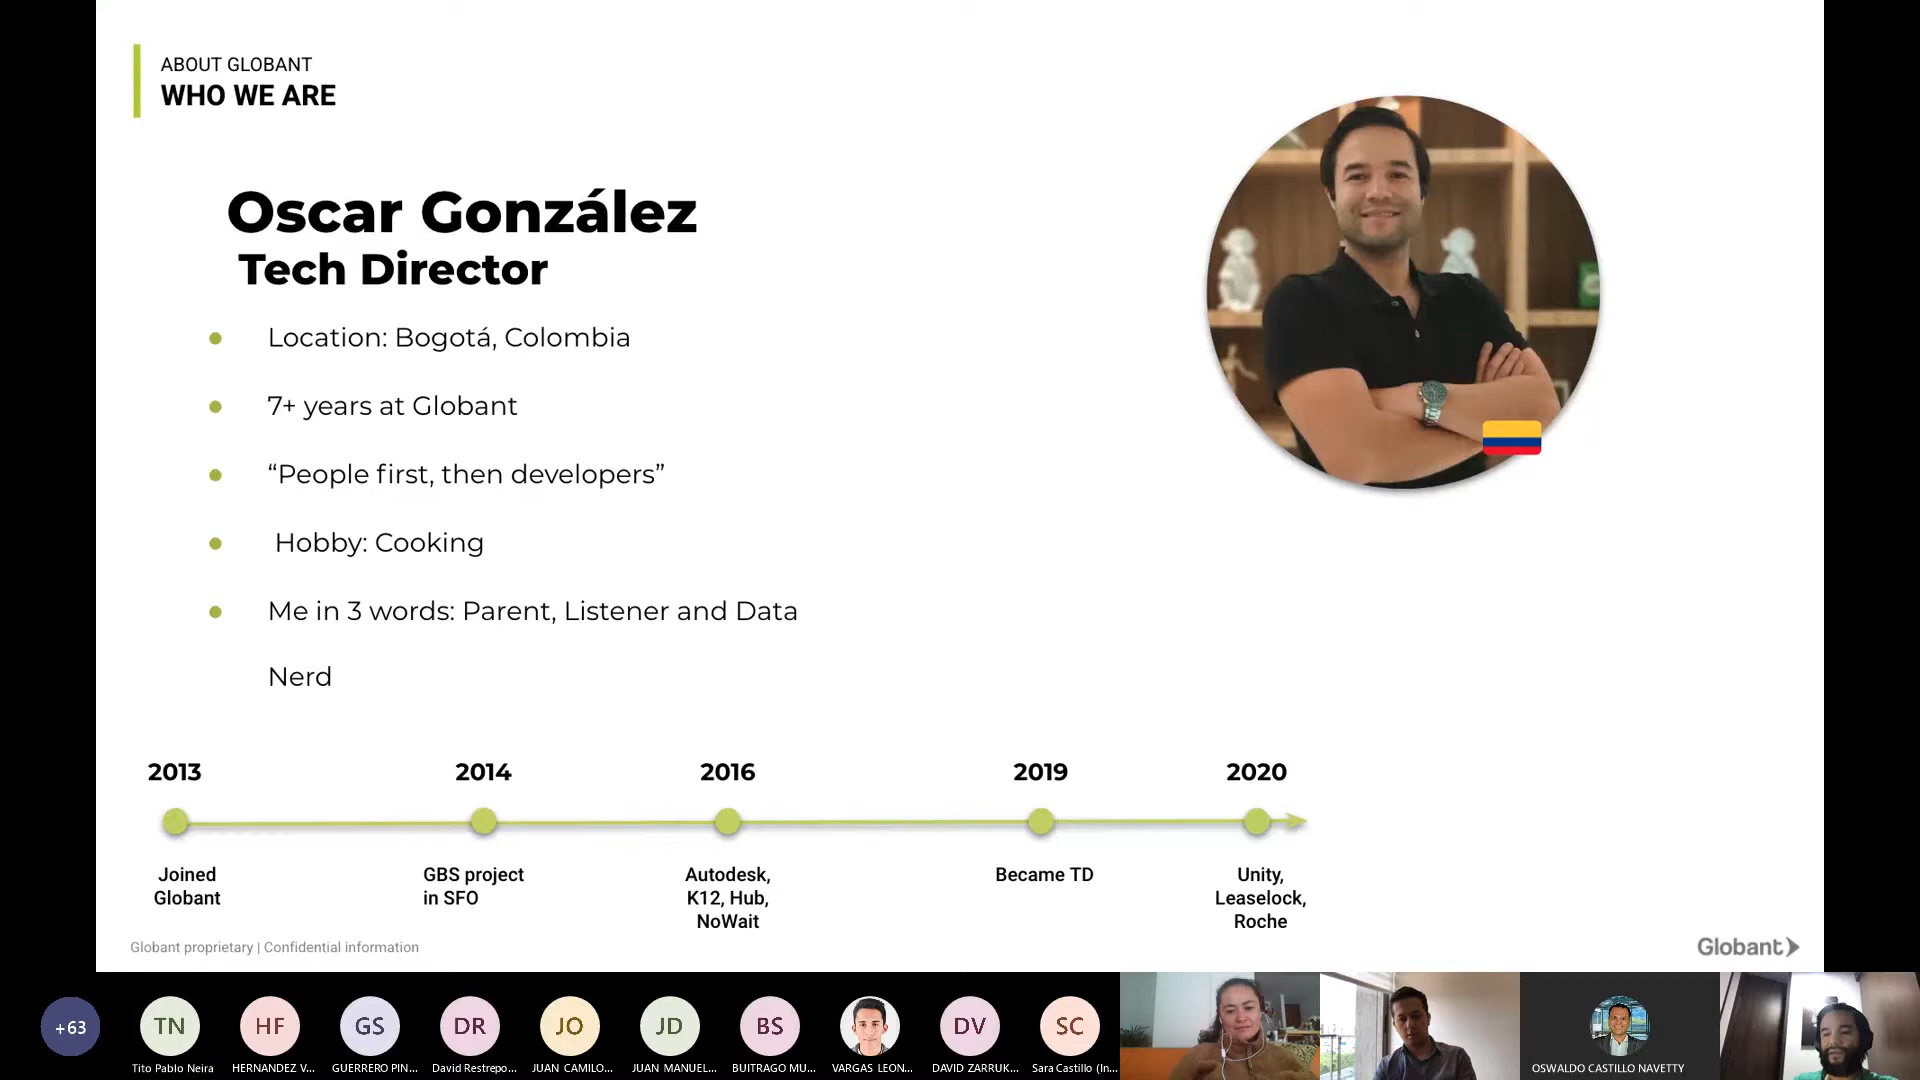 ABOUT GLOBANT
WHO WE ARE
Oscar González
Tech Director
Location: Bogotá, Colombia
7+ years at Globant
“People first, then developers”
Hobby: Cooking
Me in 3 words: Parent, Listener and Data
Nerd
2013
2014
2016
2019
2020
Joined
Globant
GBS project
in SFO
Autodesk,
K12, Hub,
NoWait
Became TD
Unity,
Leaselock,
Roche
Globant proprietary | Confidential information
Globant
+63
TN
HF
GS
DR
JO
JD
BS
DV
SC
Tito Pablo Neira
HERNANDEZ V...
GUERRERO PIN...
David Restrepo...
JUAN CAMILO...
JUAN MANUEL...
BUITRAGO MU...
VARGAS LEON...
DAVID ZARRUK...
Sara Castillo (In...
OSWALDO CASTILLO NAVETTY